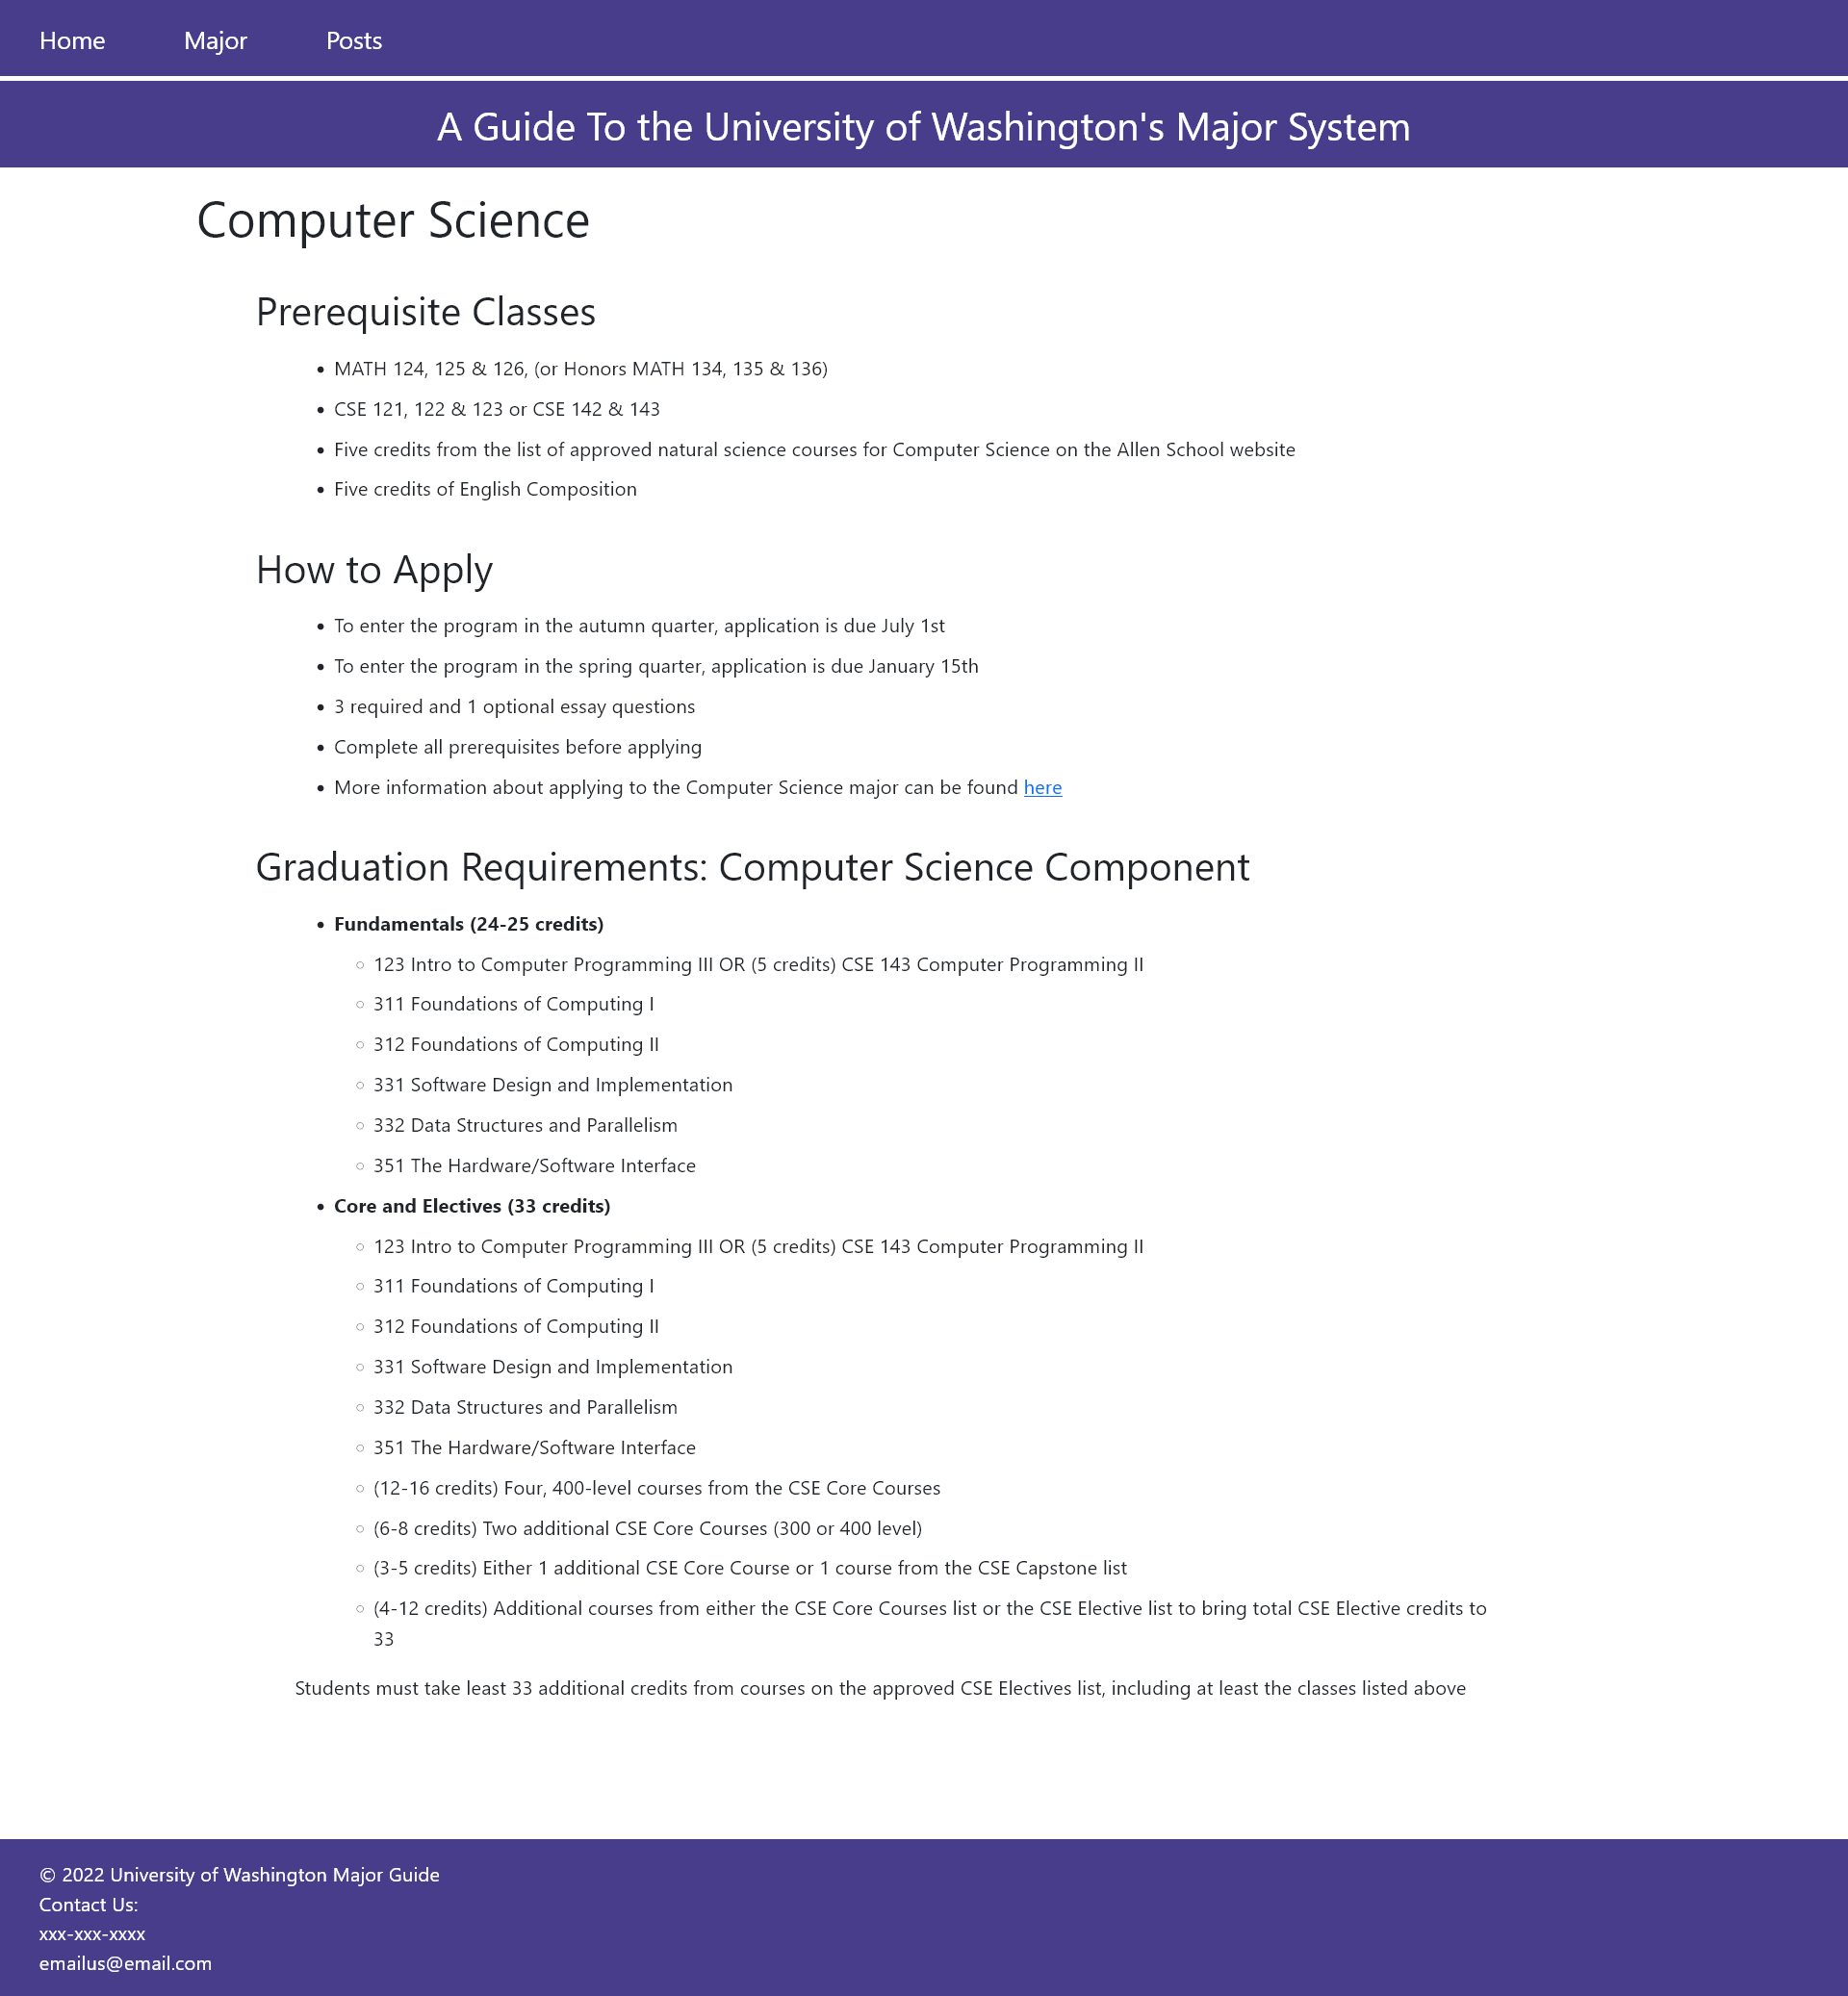 Home
Major
Posts
A Guide To the University of Washington's Major System
Computer Science
Prerequisite Classes
MATH 124, 125 & 126, (or Honors MATH 134, 135 & 136)
CSE 121, 122 & 123 or CSE 142 & 143
Five credits from the list of approved natural science courses for Computer Science on the Allen School website
Five credits of English Composition
How to Apply
To enter the program in the autumn quarter, application is due July 1st
To enter the program in the spring quarter, application is due January 15th
3 required and 1 optional essay questions
Complete all prerequisites before applying
More information about applying to the Computer Science major can be found here
Graduation Requirements: Computer Science Component
Fundamentals (24-25 credits)
123 Intro to Computer Programming III OR (5 credits) CSE 143 Computer Programming II
311 Foundations of Computing I
312 Foundations of Computing II
331 Software Design and Implementation
332 Data Structures and Parallelism
351 The Hardware/Software Interface
Core and Electives (33 credits)
123 Intro to Computer Programming III OR (5 credits) CSE 143 Computer Programming II
311 Foundations of Computing I
312 Foundations of Computing II
331 Software Design and Implementation
332 Data Structures and Parallelism
351 The Hardware/Software Interface
(12-16 credits) Four, 400-level courses from the CSE Core Courses
(6-8 credits) Two additional CSE Core Courses (300 or 400 level)
(3-5 credits) Either 1 additional CSE Core Course or 1 course from the CSE Capstone list
(4-12 credits) Additional courses from either the CSE Core Courses list or the CSE Elective list to bring total CSE Elective credits to
33
Students must take least 33 additional credits from courses on the approved CSE Electives list, including at least the classes listed above
© 2022 University of Washington Major Guide
Contact Us:
xxx-xxx-xxxx
emailus@email.com